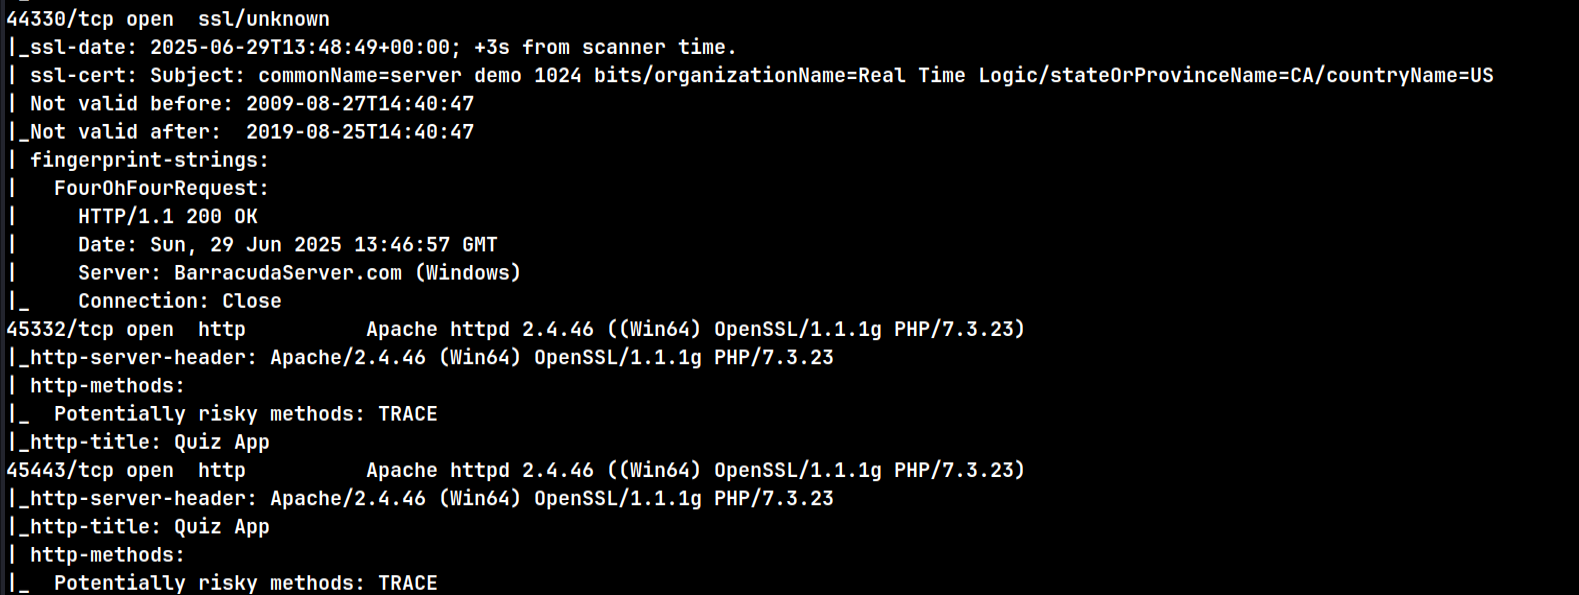 44330/tcp open  ssl/unknown
|_ssl-date: 2025-06-29T13:48:49+00:00; +3s from scanner time.
| ssl-cert: Subject: commonName=server demo 1024 bits/organizationName=Real Time Logic/stateOrProvinceName=CA/countryName=US
| Not valid before: 2009-08-27T14:40:47
|_Not valid after:  2019-08-25T14:40:47
| fingerprint-strings:
|   FourOhFourRequest:
|     HTTP/1.1 200 OK
|     Date: Sun, 29 Jun 2025 13:46:57 GMT
|     Server: BarracudaServer.com (Windows)
|_    Connection: Close
45332/tcp open  http          Apache httpd 2.4.46 ((Win64) OpenSSL/1.1.1g PHP/7.3.23)
|_http-server-header: Apache/2.4.46 (Win64) OpenSSL/1.1.1g PHP/7.3.23
| http-methods:
|_  Potentially risky methods: TRACE
|_http-title: Quiz App
45443/tcp open  http          Apache httpd 2.4.46 ((Win64) OpenSSL/1.1.1g PHP/7.3.23)
|_http-server-header: Apache/2.4.46 (Win64) OpenSSL/1.1.1g PHP/7.3.23
|_http-title: Quiz App
| http-methods:
|_  Potentially risky methods: TRACE